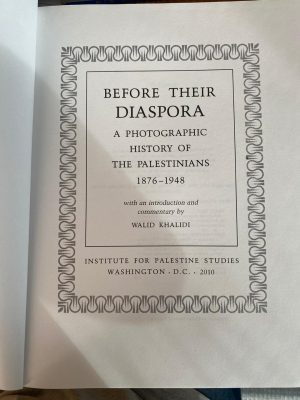 BEFORE THEIR
DIASPORA
A PHOTOGRAPHIC
HISTORY OF
THE PALESTINIANS
1876–1948
with an introduction and
commentary by
WALID KHALIDI
INSTITUTE FOR PALESTINE STUDIES
WASHINGTON · D.C. · 2010